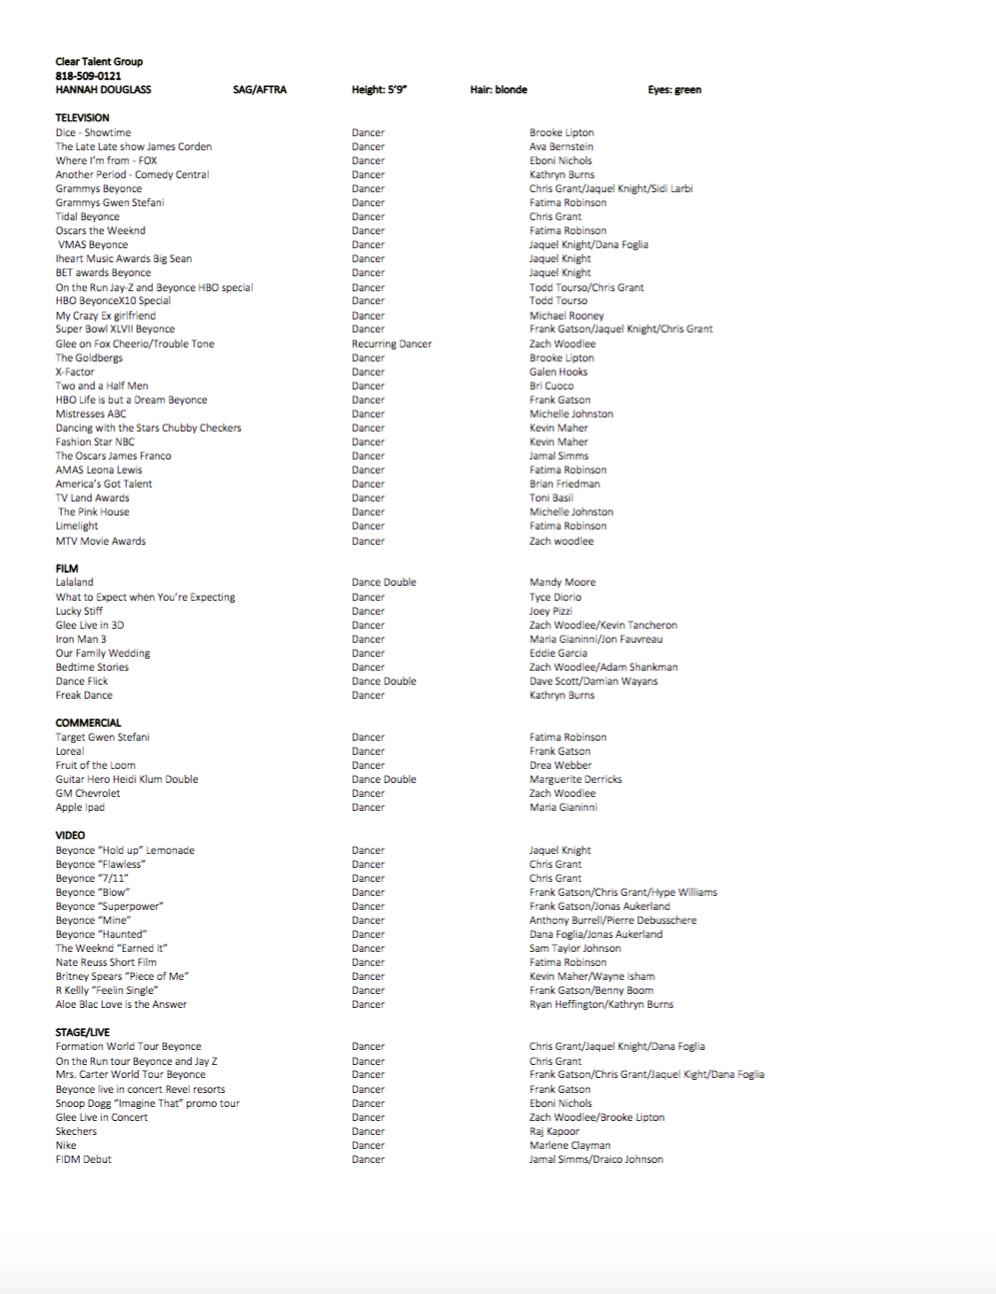 Clear Talent Group
818-509-0121
HANNAH DOUGLASS SAG/AFTRA Height: 5'9" Hair: blonde Eyes: green
TELEVISION
Dice - Showtime Dancer Brooke Lipton
The Late Late show James Corden Dancer Ava Bernstein
Where I'm from - FOX Dancer Eboni Nichols
Another Period - Comedy Central Dancer Kathryn Burns
Grammys Beyonce Dancer Chris Grant/Jaquel Knight/Sidi Larbi
Grammys Gwen Stefani Dancer Fatima Robinson
Tidal Beyonce Dancer Chris Grant
Oscars the Weeknd Dancer Fatima Robinson
VMAS Beyonce Dancer Jaquel Knight/Dana Foglia
Iheart Music Awards Big Sean Dancer Jaquel Knight
BET awards Beyonce Dancer Jaquel Knight
On the Run Jay-Z and Beyonce HBO special Dancer Todd Tourso/Chris Grant
HBO BeyonceX10 Special Dancer Todd Tourso
My Crazy Ex girlfriend Dancer Michael Rooney
Super Bowl XLVII Beyonce Dancer Frank Gatson/Jaquel Knight/Chris Grant
Glee on Fox Cheerio/Trouble Tone Recurring Dancer Zach Woodlee
The Goldbergs Dancer Brooke Lipton
X-Factor Dancer Galen Hooks
Two and a Half Men Dancer Bri Cuoco
HBO Life is but a Dream Beyonce Dancer Frank Gatson
Mistresses ABC Dancer Michelle Johnston
Dancing with the Stars Chubby Checkers Dancer Kevin Maher
Fashion Star NBC Dancer Kevin Maher
The Oscars James Franco Dancer Jamal Simms
AMAS Leona Lewis Dancer Fatima Robinson
America's Got Talent Dancer Brian Friedman
TV Land Awards Dancer Toni Basil
The Pink House Dancer Michelle Johnston
Limelight Dancer Fatima Robinson
MTV Movie Awards Dancer Zach woodlee
FILM
Lalaland Dance Double Mandy Moore
What to Expect when You're Expecting Dancer Tyce Diorio
Lucky Stiff Dancer Joey Pizzi
Glee Live in 3D Dancer Zach Woodlee/Kevin Tancheron
Iron Man 3 Dancer Maria Gianinni/Jon Fauvreau
Our Family Wedding Dancer Eddie Garcia
Bedtime Stories Dancer Zach Woodlee/Adam Shankman
Dance Flick Dance Double Dave Scott/Damian Wayans
Freak Dance Dancer Kathryn Burns
COMMERCIAL
Target Gwen Stefani Dancer Fatima Robinson
Loreal Dancer Frank Gatson
Fruit of the Loom Dancer Drea Webber
Guitar Hero Heidi Klum Double Dance Double Marguerite Derricks
GM Chevrolet Dancer Zach Woodlee
Apple Ipad Dancer Maria Gianinni
VIDEO
Beyonce "Hold up" Lemonade Dancer Jaquel Knight
Beyonce "Flawless" Dancer Chris Grant
Beyonce "7/11" Dancer Chris Grant
Beyonce "Blow" Dancer Frank Gatson/Chris Grant/Hype Williams
Beyonce "Superpower" Dancer Frank Gatson/Jonas Aukerland
Beyonce "Mine" Dancer Anthony Burrell/Pierre Debusschere
Beyonce "Haunted" Dancer Dana Foglia/Jonas Aukerland
The Weeknd "Earned it" Dancer Sam Taylor Johnson
Nate Reuss Short Film Dancer Fatima Robinson
Britney Spears "Piece of Me" Dancer Kevin Maher/Wayne Isham
R Kellly "Feelin Single" Dancer Frank Gatson/Benny Boom
Aloe Blac Love is the Answer Dancer Ryan Heffington/Kathryn Burns
STAGE/LIVE
Formation World Tour Beyonce Dancer Chris Grant/Jaquel Knight/Dana Foglia
On the Run tour Beyonce and Jay Z Dancer Chris Grant
Mrs. Carter World Tour Beyonce Dancer Frank Gatson/Chris Grant/Jaquel Kight/Dana Foglia
Beyonce live in concert Revel resorts Dancer Frank Gatson
Snoop Dogg "Imagine That" promo tour Dancer Eboni Nichols
Glee Live in Concert Dancer Zach Woodlee/Brooke Lipton
Skechers Dancer Raj Kapoor
Nike Dancer Marlene Clayman
FIDM Debut Dancer Jamal Simms/Draico Johnson